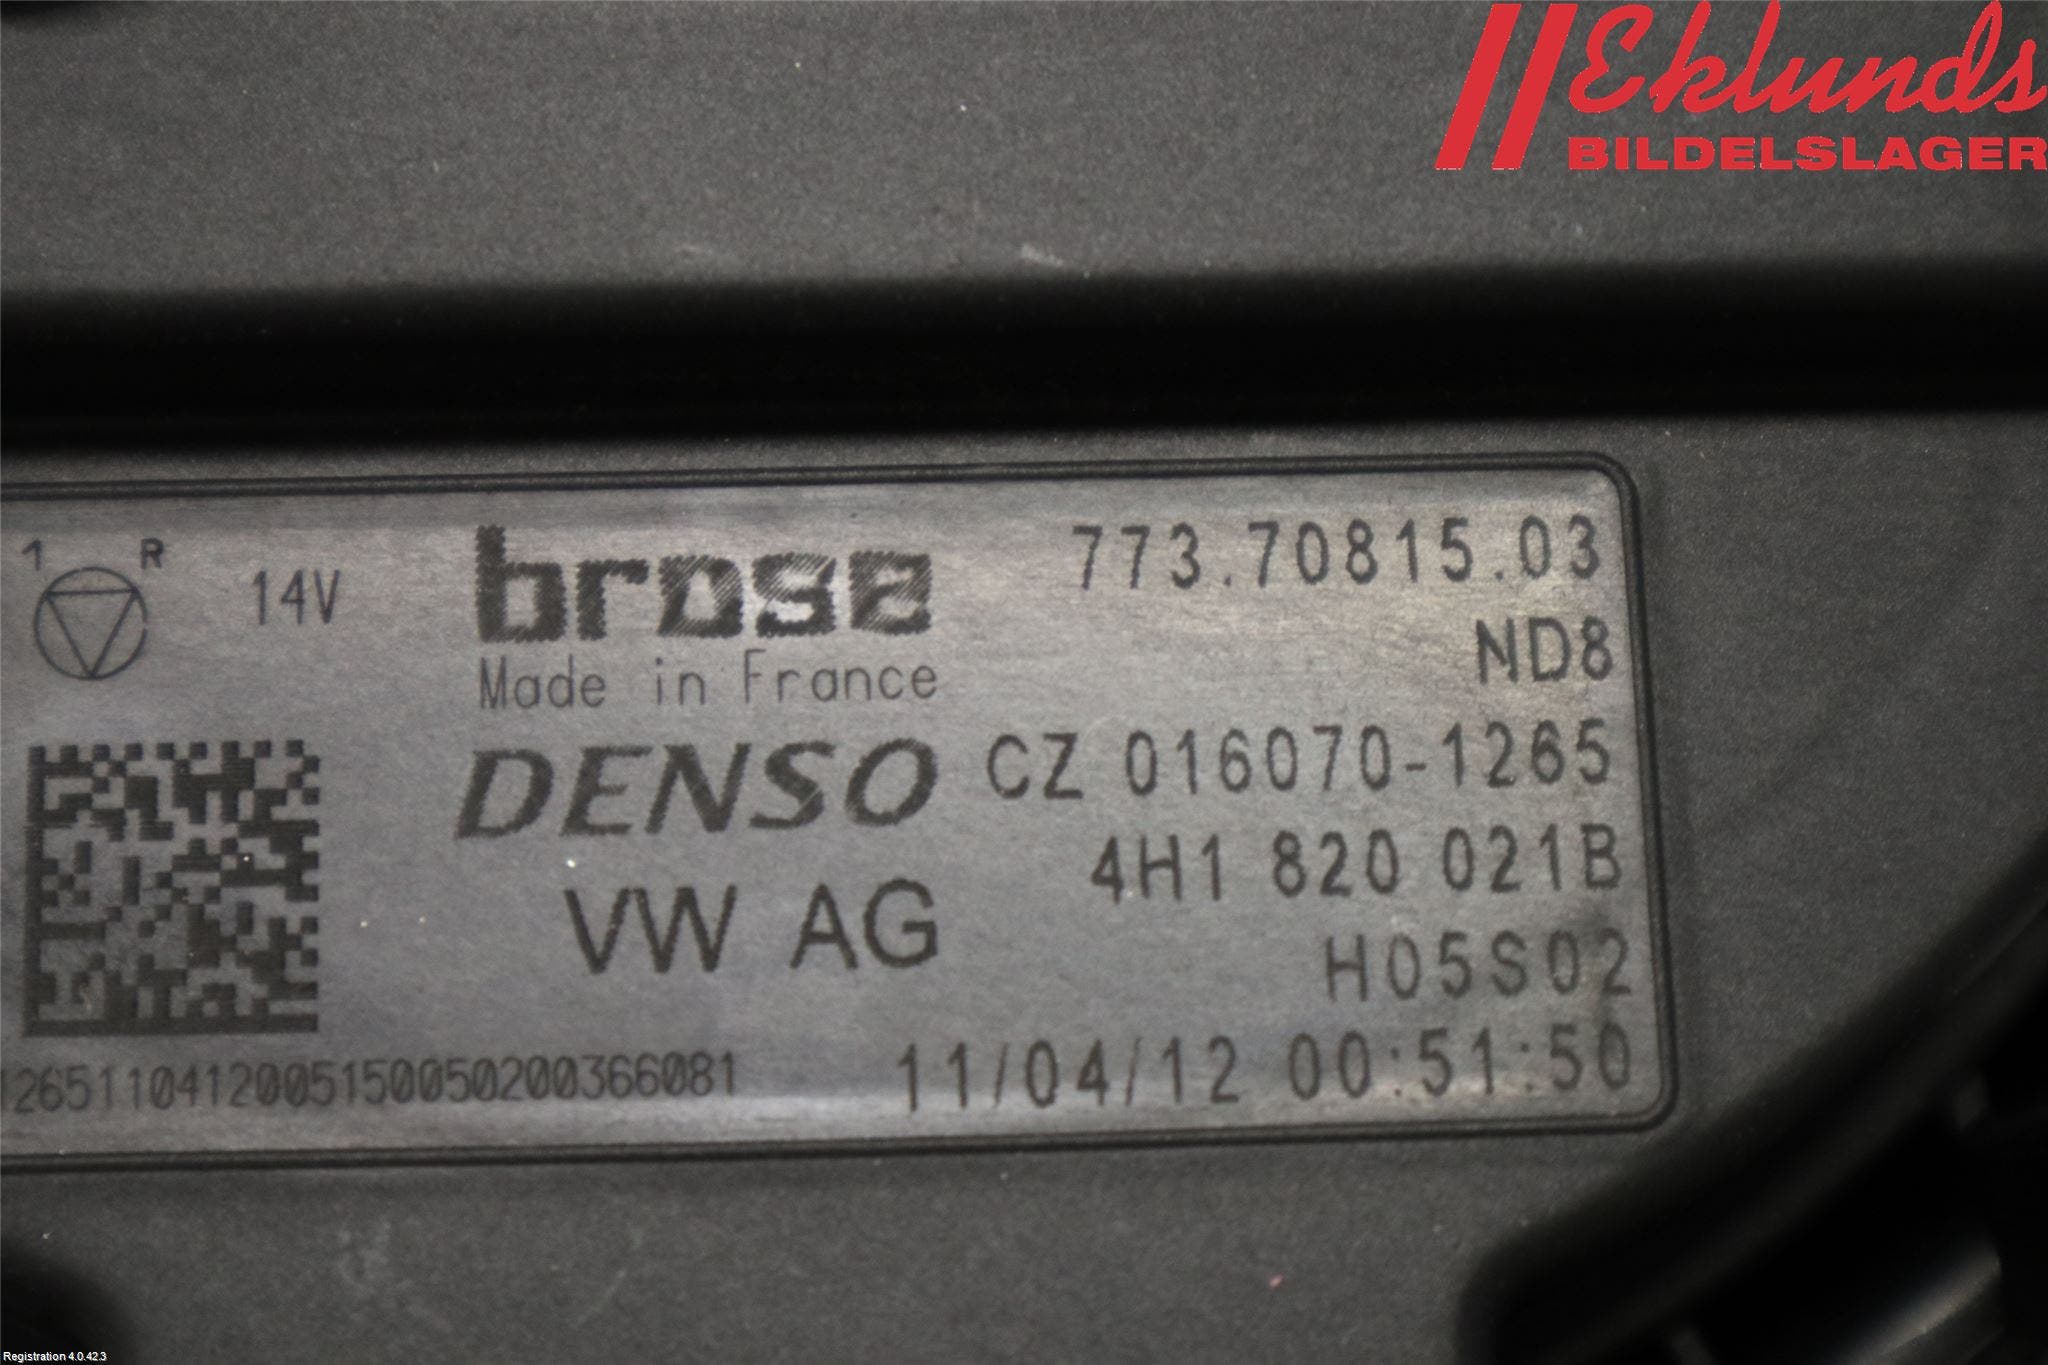 Eklunds
BILDELSLAGER
1 R 14V brose 773.70815.03
Made in France ND8
DENSO CZ 016070-1265
4H1 820 021B
VW AG
H05S02
1265110412005150050200366081 11/04/12 00:51:50
Registration 4.0.42.3